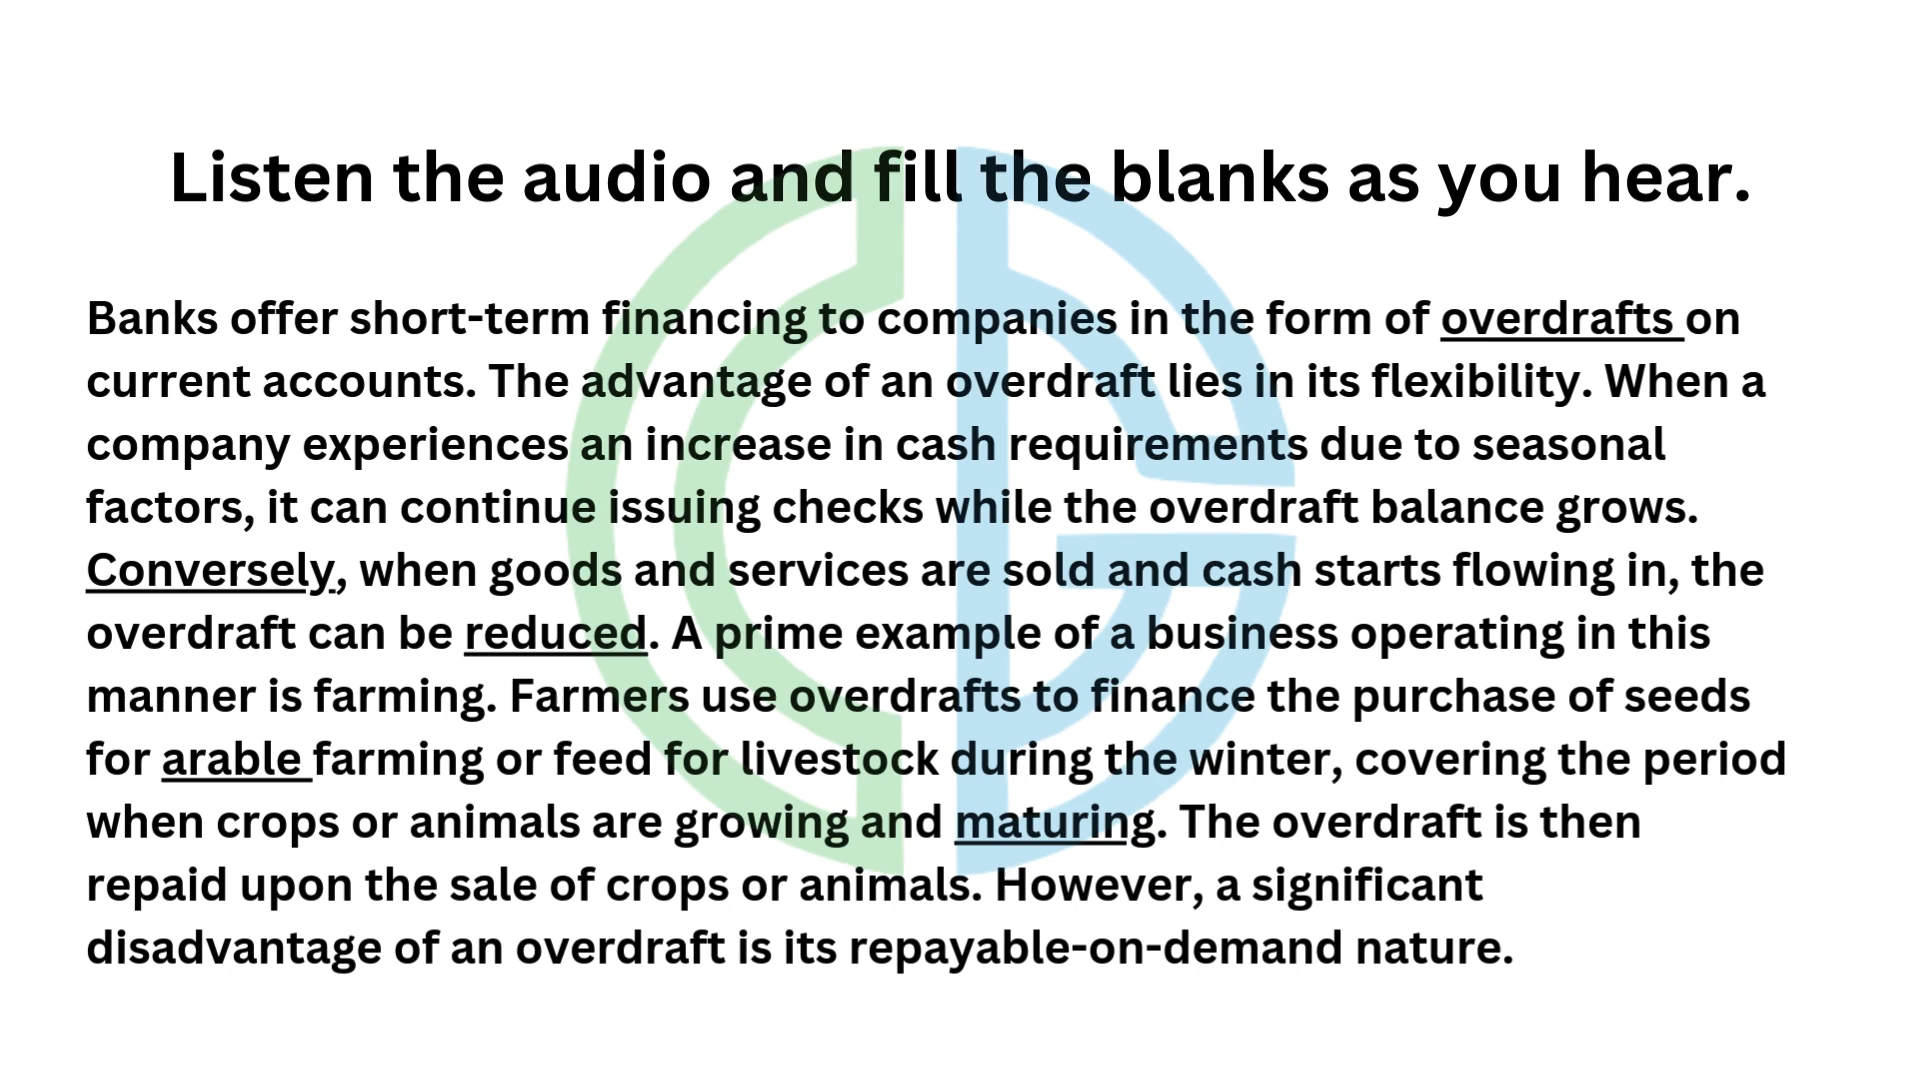 Listen the audio and fill the blanks as you hear.
Banks offer short-term financing to companies in the form of overdrafts on
current accounts. The advantage of an overdraft lies in its flexibility. When a
company experiences an increase in cash requirements due to seasonal
factors, it can continue issuing checks while the overdraft balance grows.
Conversely, when goods and services are sold and cash starts flowing in, the
overdraft can be reduced. A prime example of a business operating in this
manner is farming. Farmers use overdrafts to finance the purchase of seeds
for arable farming or feed for livestock during the winter, covering the period
when crops or animals are growing and maturing. The overdraft is then
repaid upon the sale of crops or animals. However, a significant
disadvantage of an overdraft is its repayable-on-demand nature.